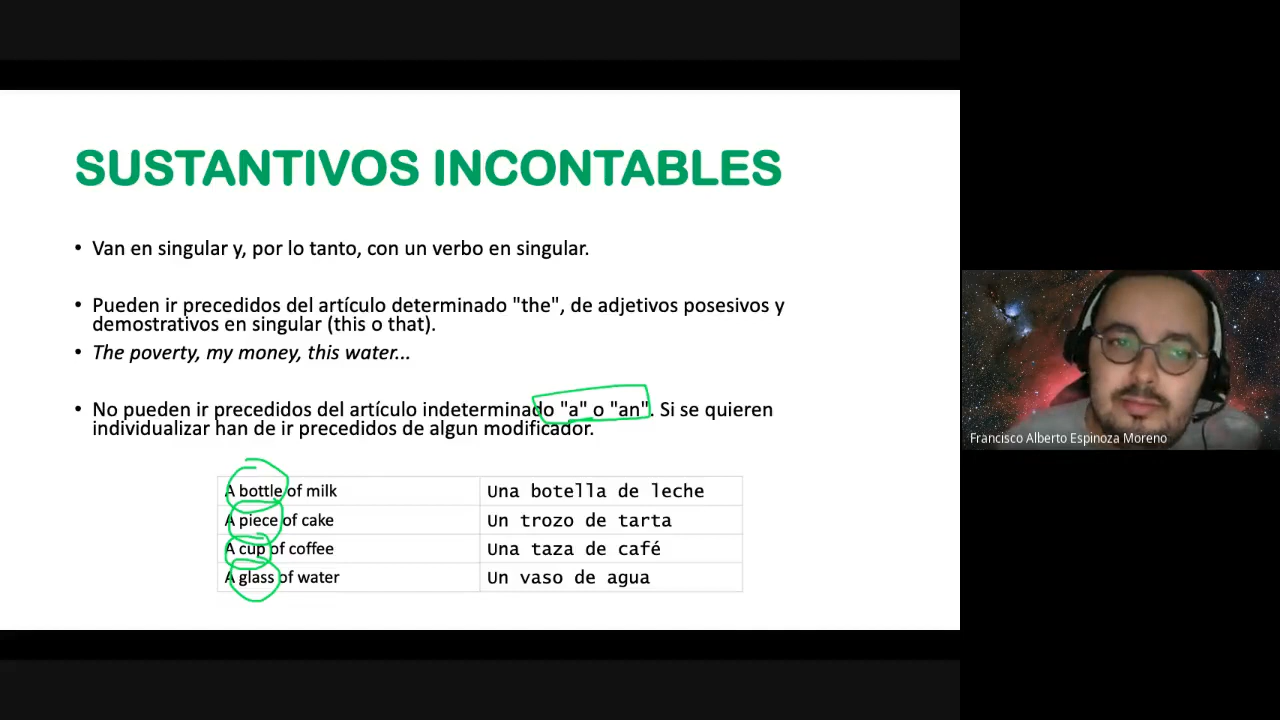 SUSTANTIVOS INCONTABLES
• Van en singular y, por lo tanto, con un verbo en singular.
• Pueden ir precedidos del artículo determinado "the", de adjetivos posesivos y
demostrativos en singular (this o that).
• The poverty, my money, this water...
• No pueden ir precedidos del artículo indeterminado "a" o "an". Si se quieren
individualizar han de ir precedidos de algun modificador.
A bottle of milk Una botella de leche
A piece of cake Un trozo de tarta
A cup of coffee Una taza de café
A glass of water Un vaso de agua
Francisco Alberto Espinoza Moreno